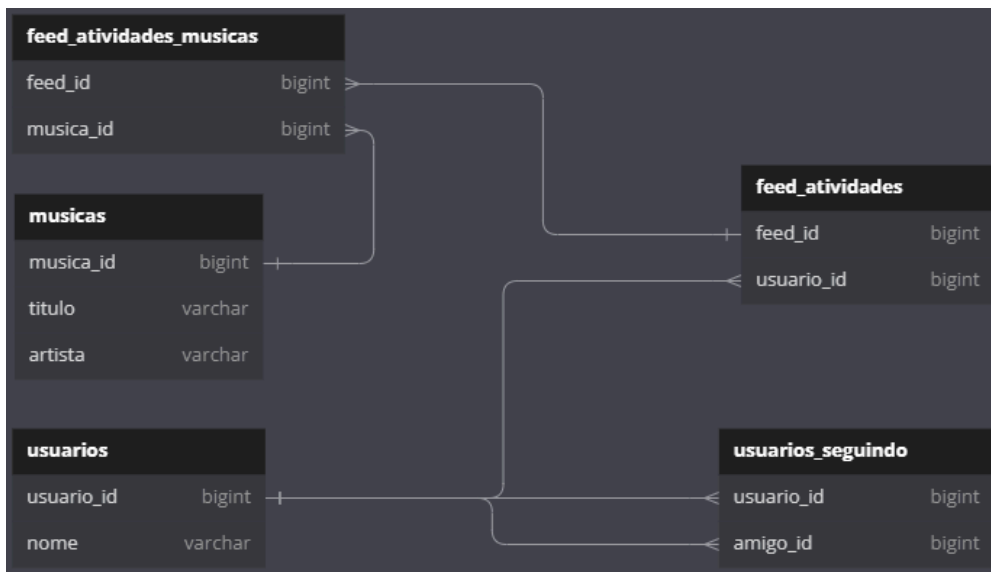 feed_atividades_musicas
feed_id bigint
musica_id bigint
musicas
musica_id bigint
titulo varchar
artista varchar
usuarios
usuario_id bigint
nome varchar
feed_atividades
feed_id bigint
usuario_id bigint
usuarios_seguindo
usuario_id bigint
amigo_id bigint